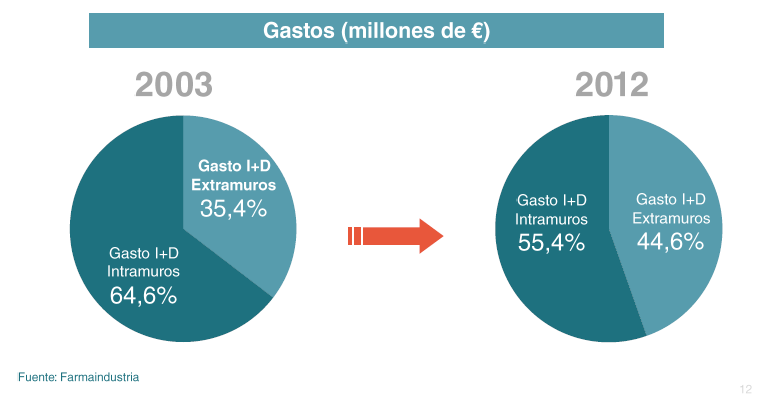 Gastos (millones de €)
2003
2012
Gasto I+D
Extramuros
35,4%
Gasto I+D
Intramuros
64,6%
Gasto I+D
Intramuros
55,4%
Gasto I+D
Extramuros
44,6%
Fuente: Farmaindustria
12